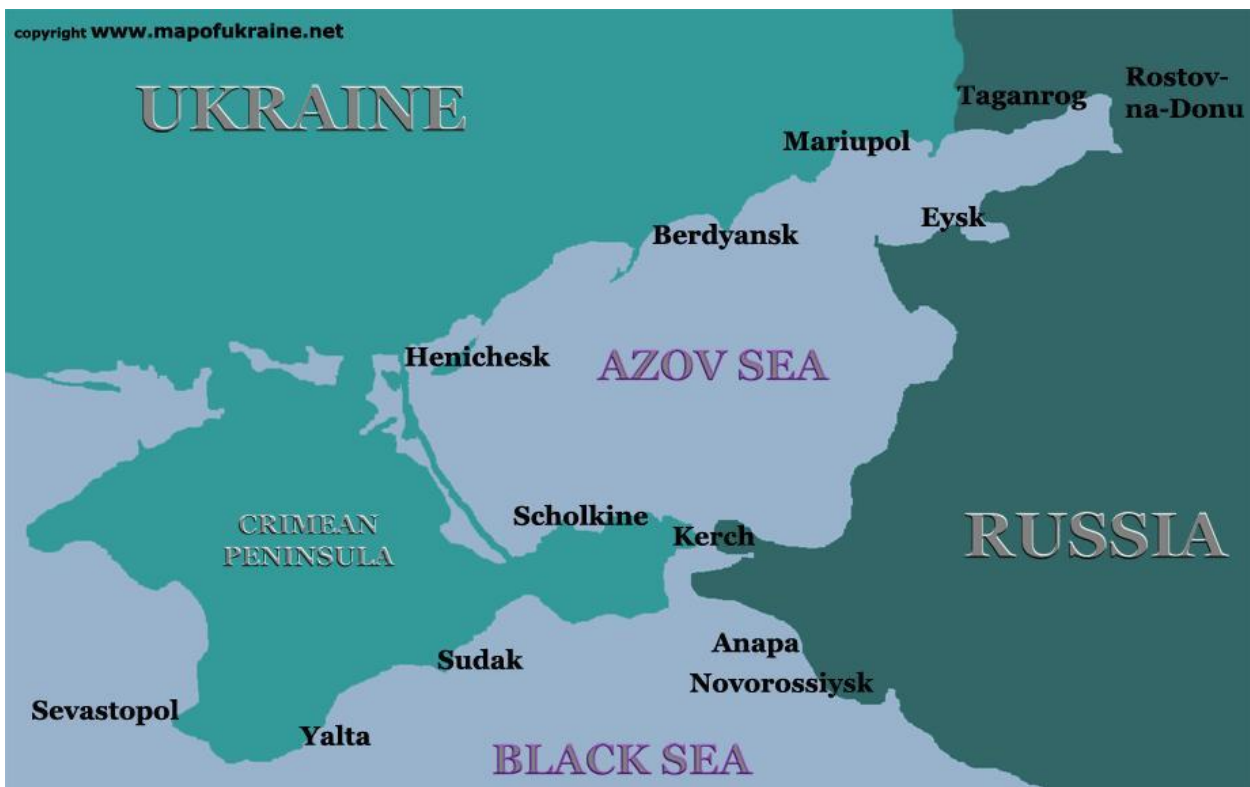 copyright www.mapofukraine.net
UKRAINE
Taganrog
Rostov-
na-Donu
Mariupol
Eysk
Berdyansk
Henichesk
AZOV SEA
CRIMEAN
PENINSULA
Scholkine
Kerch
RUSSIA
Anapa
Sudak
Novorossiysk
Sevastopol
Yalta
BLACK SEA